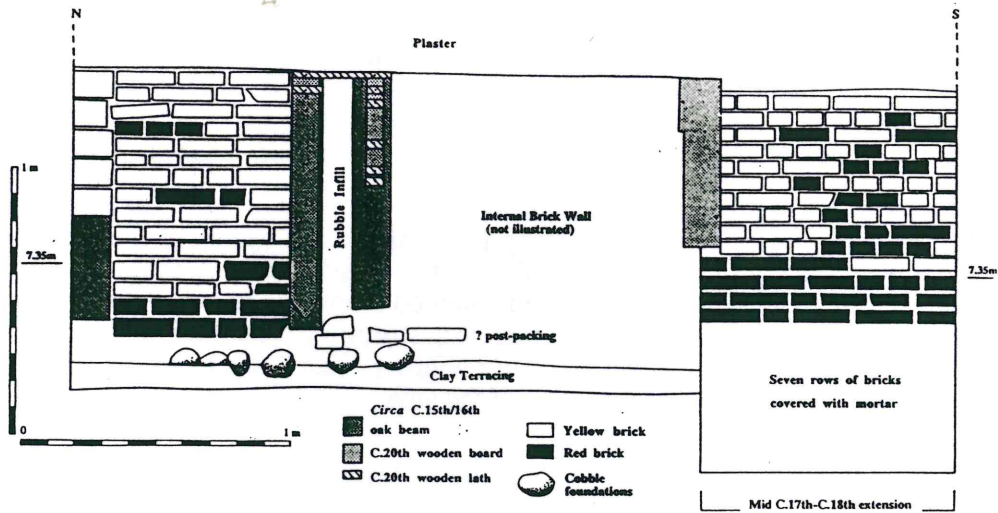 N
S
Plaster
1 m
Rubble Infill
Internal Brick Wall
(not illustrated)
7.35m
7.35m
? post-packing
Clay Terracing
Seven rows of bricks
covered with mortar
0
1 m
Circa C.15th/16th
oak beam
C.20th wooden board
C.20th wooden lath
Yellow brick
Red brick
Cobble
foundations
Mid C.17th-C.18th extension